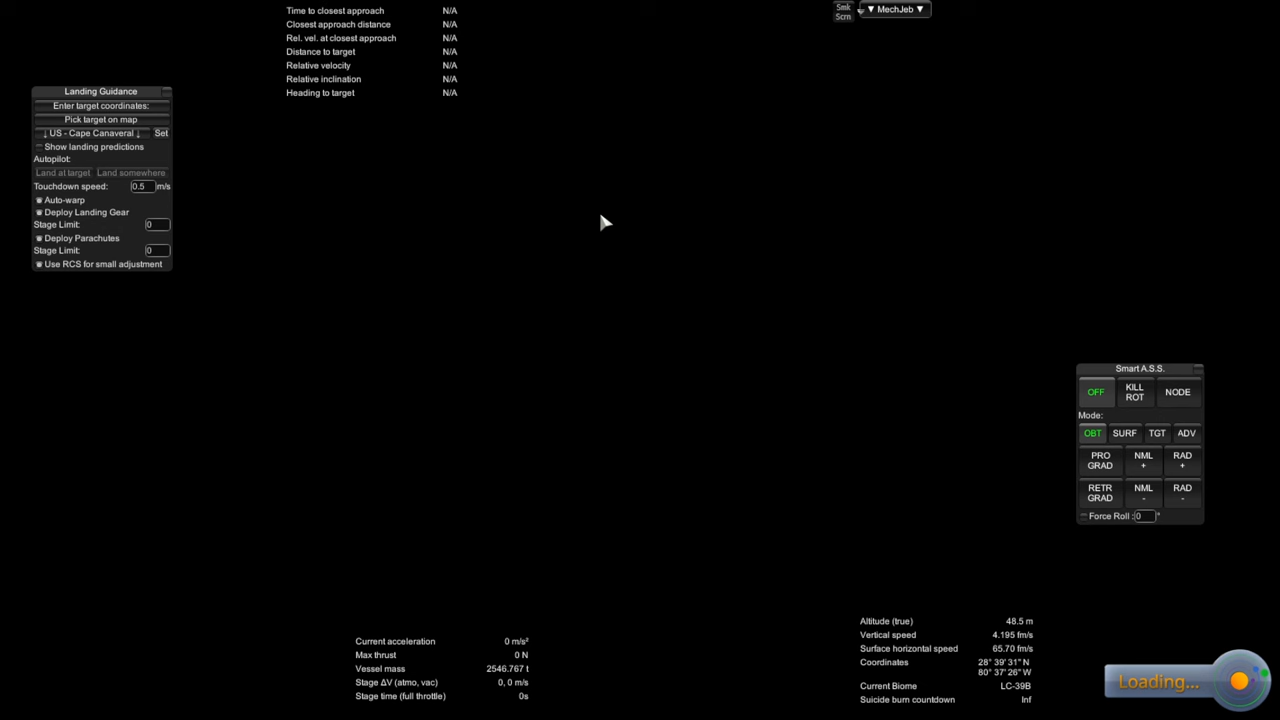 Time to closest approach N/A
Closest approach distance N/A
Rel. vel. at closest approach N/A
Distance to target N/A
Relative velocity N/A
Relative inclination N/A
Heading to target N/A
Smk
Scrn
▼ MechJeb ▼
Landing Guidance
Enter target coordinates:
Pick target on map
↓ US - Cape Canaveral ↓ Set
Show landing predictions
Autopilot:
Land at target Land somewhere
Touchdown speed: 0.5 m/s
Auto-warp
Deploy Landing Gear
Stage Limit: 0
Deploy Parachutes
Stage Limit: 0
Use RCS for small adjustment
Smart A.S.S.
OFF KILL ROT NODE
Mode:
OBT SURF TGT ADV
PRO GRAD NML + RAD +
RETR GRAD NML - RAD -
Force Roll : 0 °
Current acceleration 0 m/s²
Max thrust 0 N
Vessel mass 2546.767 t
Stage ΔV (atmo, vac) 0, 0 m/s
Stage time (full throttle) 0s
Altitude (true) 48.5 m
Vertical speed 4.195 fm/s
Surface horizontal speed 65.70 fm/s
Coordinates 28° 39' 31" N
80° 37' 26" W
Current Biome LC-39B
Suicide burn countdown Inf
Loading...